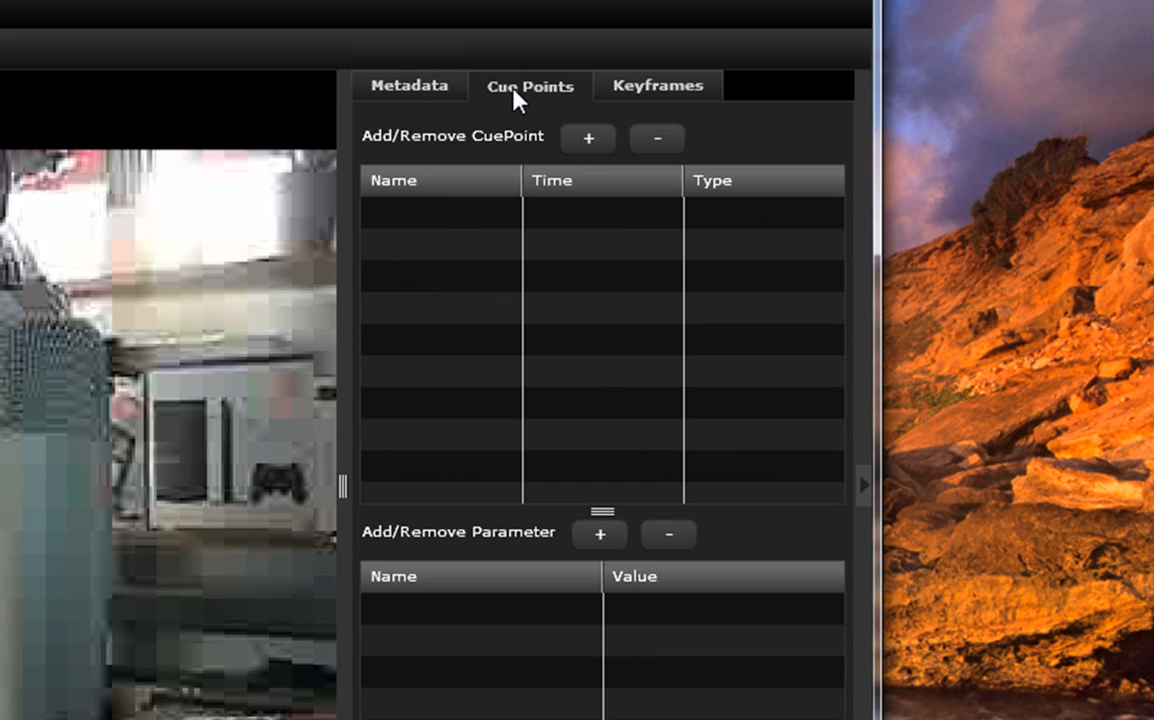 Metadata Cue Points Keyframes
Add/Remove CuePoint + -
Name Time Type
Add/Remove Parameter + -
Name Value